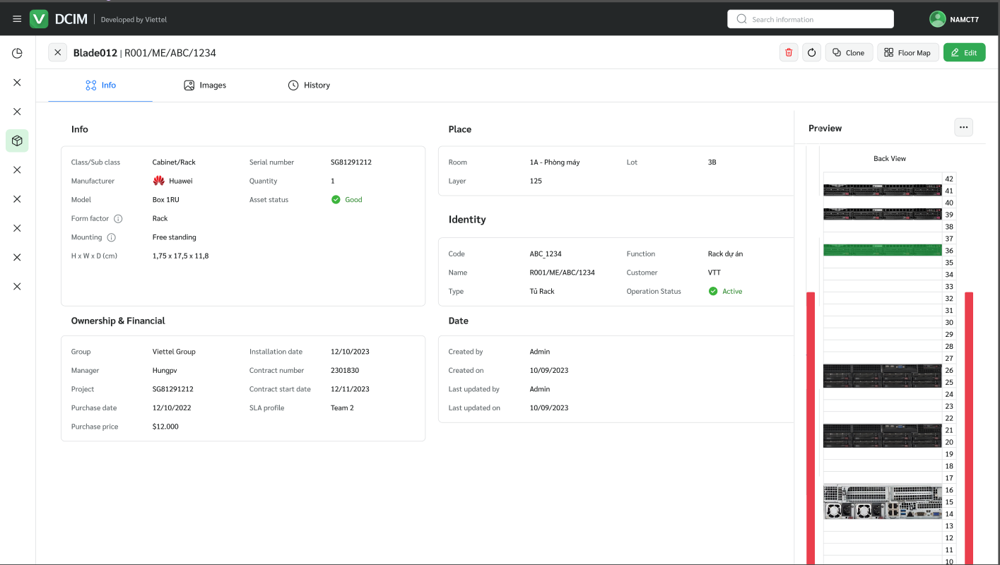 DCIM Developed by Viettel Search information NAMCT7
Blade012 | R001/ME/ABC/1234 Clone Floor Map Edit
Info Images History
Info
Class/Sub class Cabinet/Rack Serial number SG81291212
Manufacturer Huawei Quantity 1
Model Box 1RU Asset status Good
Form factor Rack
Mounting Free standing
H x W x D (cm) 1,75 x 17,5 x 11,8
Place
Room 1A - Phòng máy Lot 3B
Layer 125
Identity
Code ABC_1234 Function Rack dự án
Name R001/ME/ABC/1234 Customer VTT
Type Tủ Rack Operation Status Active
Ownership & Financial
Group Viettel Group Installation date 12/10/2023
Manager Hungpv Contract number 2301830
Project SG81291212 Contract start date 12/11/2023
Purchase date 12/10/2022 SLA profile Team 2
Purchase price $12.000
Date
Created by Admin
Created on 10/09/2023
Last updated by Admin
Last updated on 10/09/2023
Preview
Back View
42
41
40
39
38
37
36
35
34
33
32
31
30
29
28
27
26
25
24
23
22
21
20
19
18
17
16
15
14
13
12
11
10